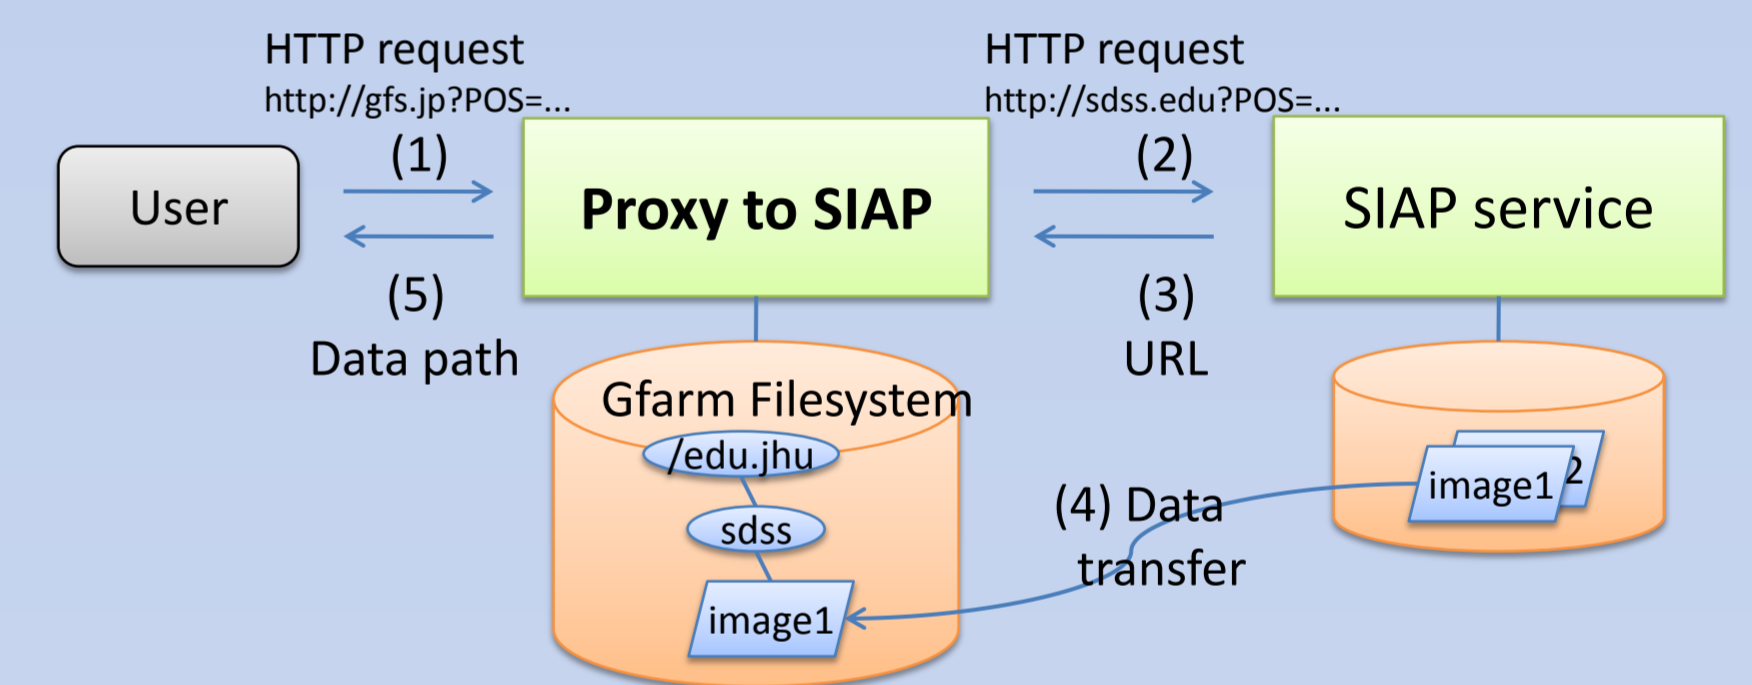 HTTP request
http://gfs.jp?POS=...
(1)
User
(5)
Data path
Proxy to SIAP
HTTP request
http://sdss.edu?POS=...
(2)
(3)
URL
SIAP service
Gfarm Filesystem
/edu.jhu
sdss
image1
(4) Data
transfer
image1
2